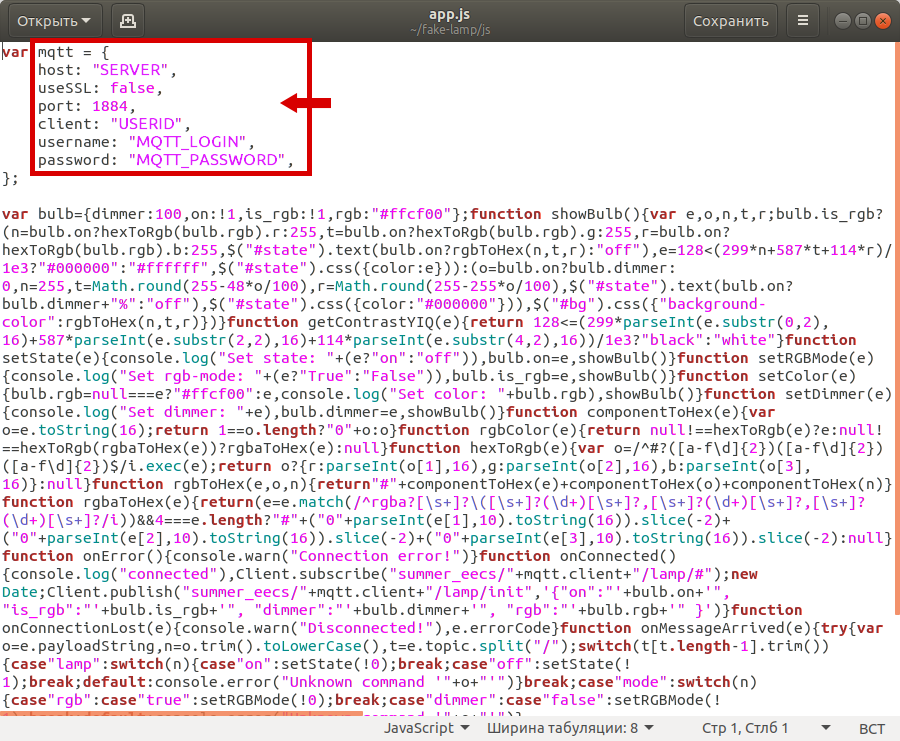 Открыть
app.js
~/fake-lamp/js
Сохранить
var mqtt = {
host: "SERVER",
useSSL: false,
port: 1884,
client: "USERID",
username: "MQTT_LOGIN",
password: "MQTT_PASSWORD",
};
var bulb={dimmer:100,on:!1,is_rgb:!1,rgb:"#ffcf00"};function showBulb(){var e,o,n,t,r;bulb.is_rgb?
(n=bulb.on?hexToRgb(bulb.rgb).r:255,t=bulb.on?hexToRgb(bulb.rgb).g:255,r=bulb.on?
hexToRgb(bulb.rgb).b:255,$("#state").text(bulb.on?rgbToHex(n,t,r):"off"),e=128<(299*n+587*t+114*r)/
1e3?"#000000":"#ffffff",$("#state").css({color:e})):(o=bulb.on?bulb.dimmer:
0,n=255,t=Math.round(255-48*o/100),r=Math.round(255-255*o/100),$("#state").text(bulb.on?
bulb.dimmer+"%":"off"),$("#state").css({color:"#000000"})),$("#bg").css({"background-
color":rgbToHex(n,t,r)})}function getContrastYIQ(e){return 128<=(299*parseInt(e.substr(0,2),
16)+587*parseInt(e.substr(2,2),16)+114*parseInt(e.substr(4,2),16))/1e3?"black":"white"}function
setState(e){console.log("Set state: "+(e?"on":"off")),bulb.on=e,showBulb()}function setRGBMode(e)
{console.log("Set rgb-mode: "+(e?"True":"False")),bulb.is_rgb=e,showBulb()}function setColor(e)
{bulb.rgb=null===e?"#ffcf00":e,console.log("Set color: "+bulb.rgb),showBulb()}function setDimmer(e)
{console.log("Set dimmer: "+e),bulb.dimmer=e,showBulb()}function componentToHex(e){var
o=e.toString(16);return 1==o.length?"0"+o:o}function rgbColor(e){return null!==hexToRgb(e)?e:null!
==hexToRgb(rgbaToHex(e))?rgbaToHex(e):null}function hexToRgb(e){var o=/^#?([a-f\d]{2})([a-f\d]{2})
([a-f\d]{2})$/i.exec(e);return o?{r:parseInt(o[1],16),g:parseInt(o[2],16),b:parseInt(o[3],
16)}:null}function rgbToHex(e,o,n){return"#"+componentToHex(e)+componentToHex(o)+componentToHex(n)}
function rgbaToHex(e){return(e=e.match(/^rgba?[\s+]?\([\s+]?(\d+)[\s+]?,[\s+]?(\d+)[\s+]?,[\s+]?
(\d+)[\s+]?/i))&&4===e.length?"#"+("0"+parseInt(e[1],10).toString(16)).slice(-2)+
("0"+parseInt(e[2],10).toString(16)).slice(-2)+("0"+parseInt(e[3],10).toString(16)).slice(-2):null}
function onError(){console.warn("Connection error!")}function onConnected()
{console.log("connected"),Client.subscribe("summer_eecs/"+mqtt.client+"/lamp/#");new
Date;Client.publish("summer_eecs/"+mqtt.client+"/lamp/init",'{"on":"'+bulb.on+'",
"is_rgb":"'+bulb.is_rgb+'", "dimmer":"'+bulb.dimmer+'", "rgb":"'+bulb.rgb+'" }')}function
onConnectionLost(e){console.warn("Disconnected!"),e.errorCode}function onMessageArrived(e){try{var
o=e.payloadString,n=o.trim().toLowerCase(),t=e.topic.split("/");switch(t[t.length-1].trim())
{case"lamp":switch(n){case"on":setState(!0);break;case"off":setState(!
1);break;default:console.error("Unknown command '"+o+"'")}break;case"mode":switch(n)
{case"rgb":case"true":setRGBMode(!0);break;case"dimmer":case"false":setRGBMode(!
JavaScript
Ширина табуляции: 8
Стр 1, Стлб 1
ВСТ